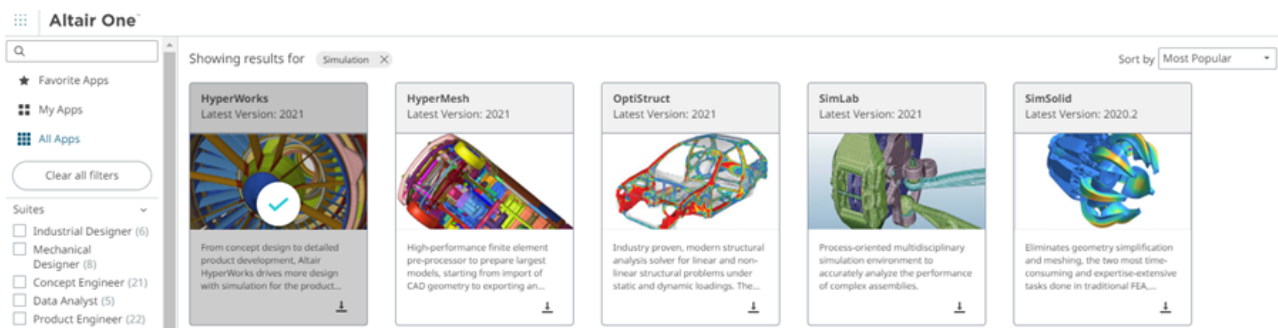 Altair One
Favorite Apps
My Apps
All Apps
Clear all filters
Suites
Industrial Designer (6)
Mechanical
Designer (8)
Concept Engineer (21)
Data Analyst (5)
Product Engineer (22)
Showing results for Simulation
Sort by Most Popular
HyperWorks
Latest Version: 2021
From concept design to detailed
product development, Altair
HyperWorks drives more design
with simulation for the product...
HyperMesh
Latest Version: 2021
High-performance finite element
pre-processor to prepare largest
models, starting from import of
CAD geometry to exporting an...
OptiStruct
Latest Version: 2021
Industry proven, modern structural
analysis solver for linear and non-
linear structural problems under
static and dynamic loadings. The...
SimLab
Latest Version: 2021
Process-oriented multidisciplinary
simulation environment to
accurately analyze the performance
of complex assemblies.
SimSolid
Latest Version: 2020.2
Eliminates geometry simplification
and meshing, the two most time-
consuming and expertise-extensive
tasks done in traditional FEA,...